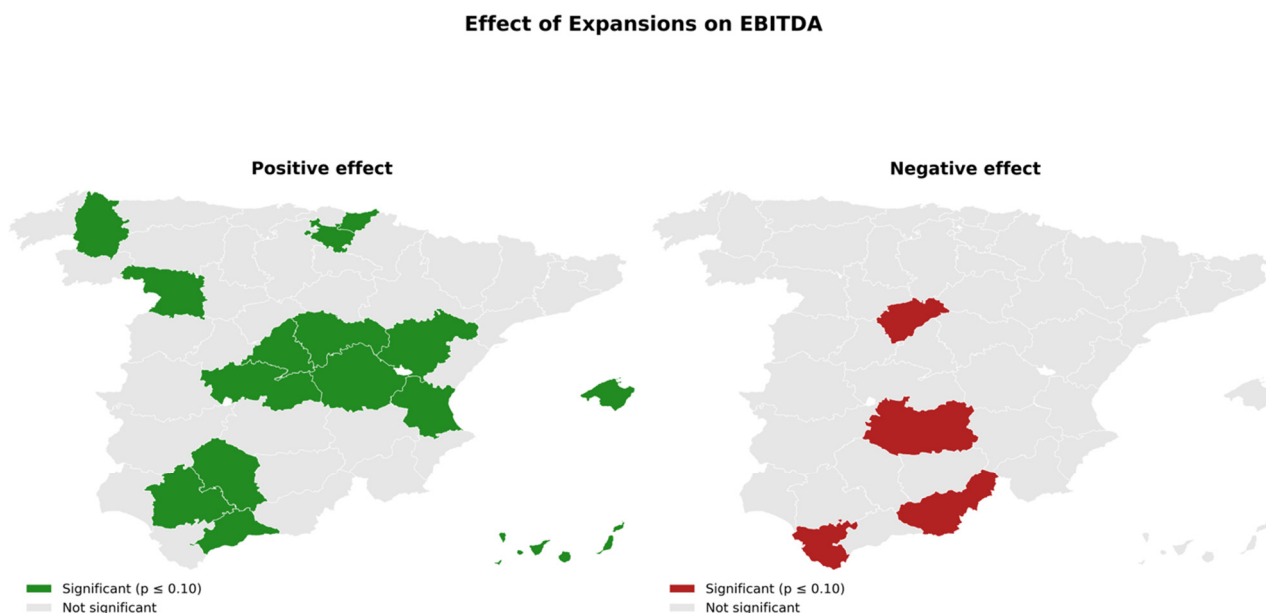 Effect of Expansions on EBITDA
Positive effect
Negative effect
Significant (p ≤ 0.10)
Not significant
Significant (p ≤ 0.10)
Not significant